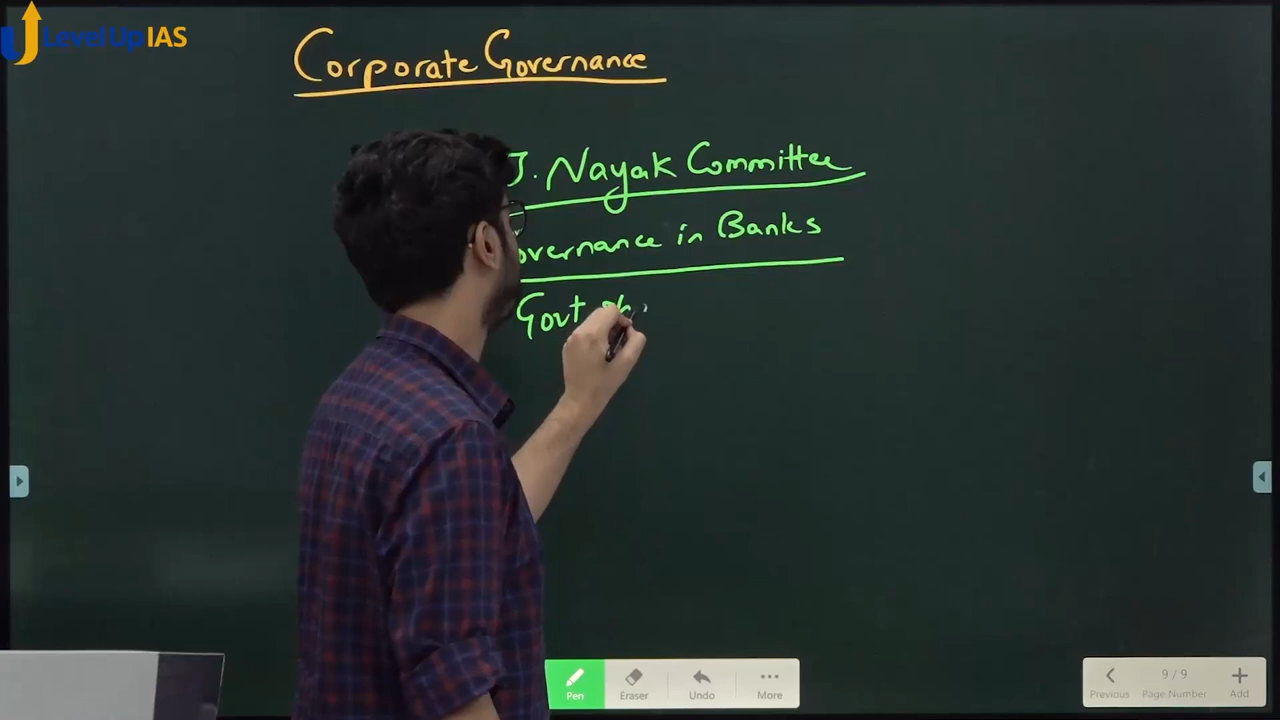 Level Up IAS
Corporate Governance
J. Nayak Committee
overnance in Banks
Govt
Pen
Eraser
Undo
More
Previous
9/9
Page Number
Add